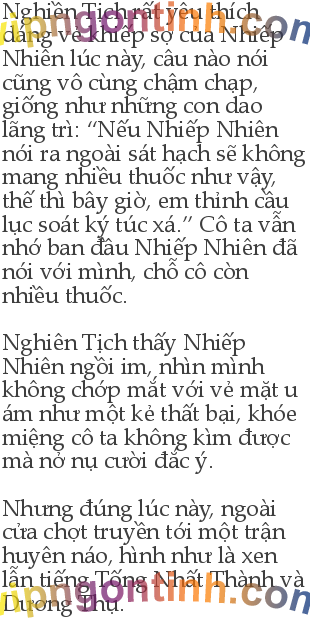 Nghiên Tịch rất yêu thích
dáng vẻ khiếp sợ của Nhiếp
Nhiên lúc này, câu nào nói
cũng vô cùng chậm chạp,
giống như những con dao
lăng trì: “Nếu Nhiếp Nhiên
nói ra ngoài sát hạch sẽ không
mang nhiều thuốc như vậy,
thế thì bây giờ, em thỉnh cầu
lục soát ký túc xá.” Cô ta vẫn
nhớ ban đầu Nhiếp Nhiên đã
nói với mình, chỗ cô còn
nhiều thuốc.
Nghiên Tịch thấy Nhiếp
Nhiên ngồi im, nhìn mình
không chớp mắt với vẻ mặt u
ám như một kẻ thất bại, khóe
miệng cô ta không kìm được
mà nở nụ cười đắc ý.
Nhưng đúng lúc này, ngoài
cửa chợt truyền tới một trận
huyên náo, hình như là xen
lẫn tiếng Tống Nhất Thành và
Dương Thụ.